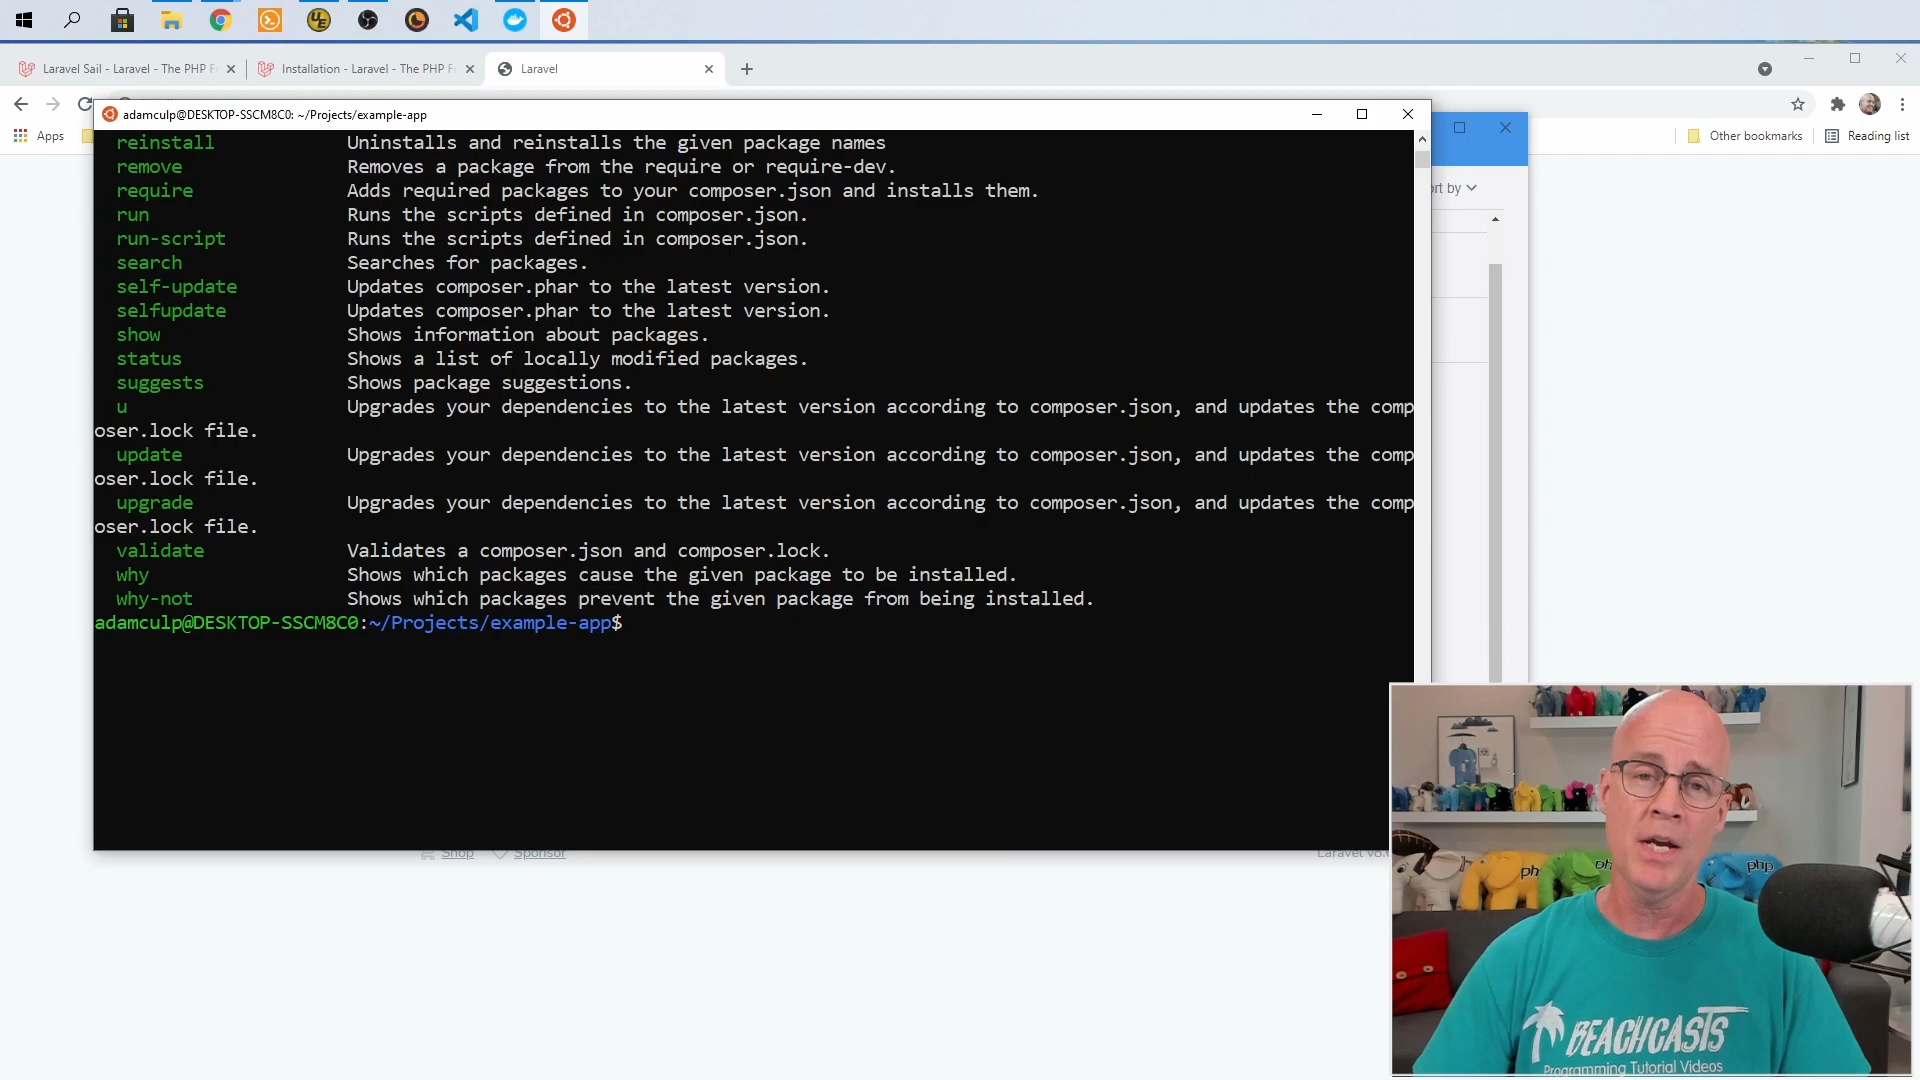 Laravel Sail - Laravel - The PHP F
Installation - Laravel - The PHP F
Laravel
Apps
Other bookmarks
Reading list
adamculp@DESKTOP-SSCM8C0: ~/Projects/example-app
ort by
reinstall Uninstalls and reinstalls the given package names
remove Removes a package from the require or require-dev.
require Adds required packages to your composer.json and installs them.
run Runs the scripts defined in composer.json.
run-script Runs the scripts defined in composer.json.
search Searches for packages.
self-update Updates composer.phar to the latest version.
selfupdate Updates composer.phar to the latest version.
show Shows information about packages.
status Shows a list of locally modified packages.
suggests Shows package suggestions.
u Upgrades your dependencies to the latest version according to composer.json, and updates the comp
oser.lock file.
update Upgrades your dependencies to the latest version according to composer.json, and updates the comp
oser.lock file.
upgrade Upgrades your dependencies to the latest version according to composer.json, and updates the comp
oser.lock file.
validate Validates a composer.json and composer.lock.
why Shows which packages cause the given package to be installed.
why-not Shows which packages prevent the given package from being installed.
adamculp@DESKTOP-SSCM8C0:~/Projects/example-app$
Shop
Sponsor
Laravel v8.
ph
ph
php
BEACHCASTS
Programming Tutorial Videos